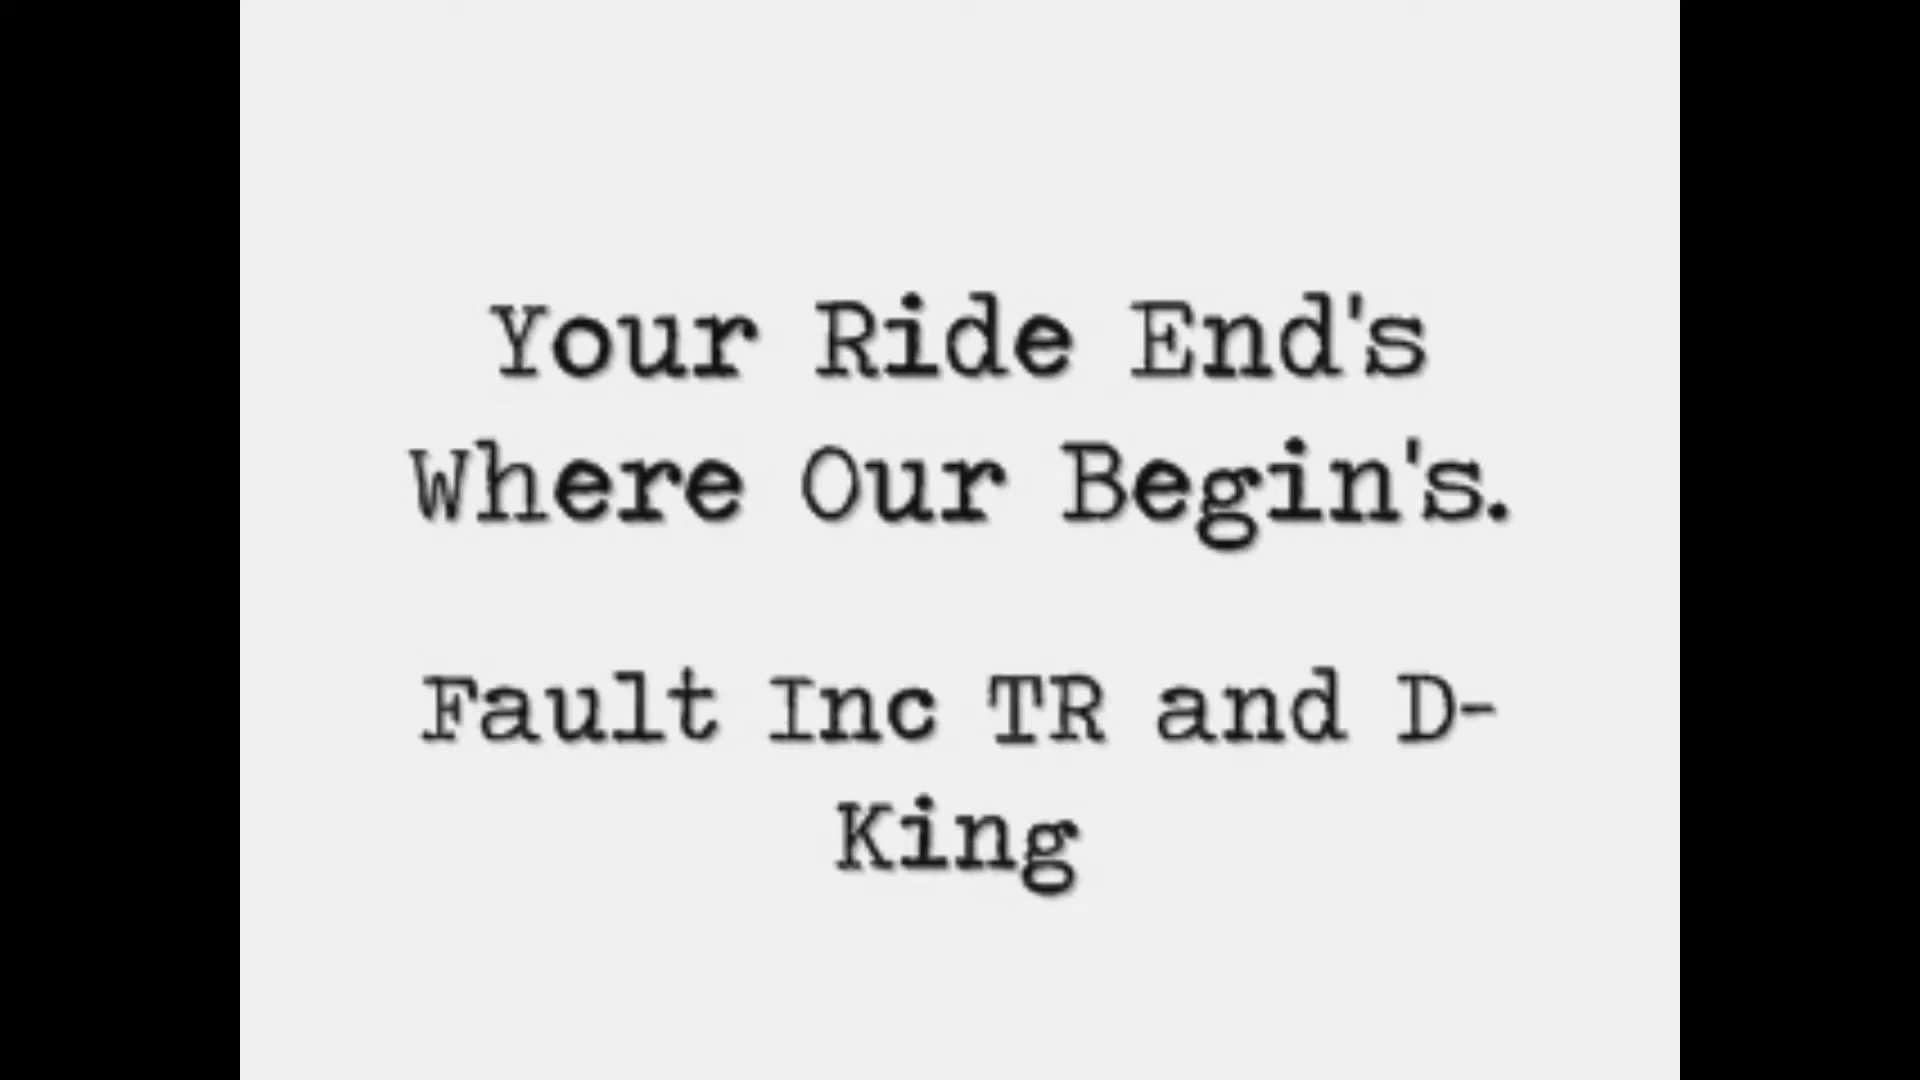 Your Ride End's
Where Our Begin's.
Fault Inc TR and D-
King